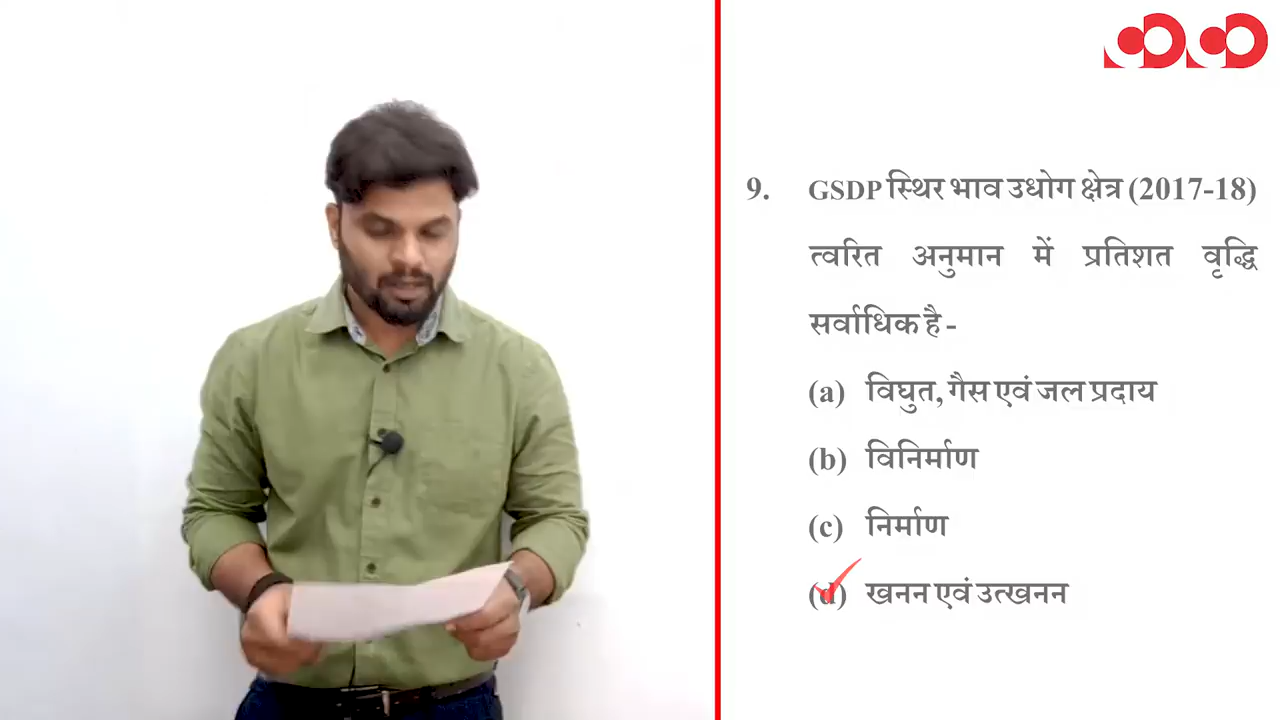 9. GSDP स्थिर भाव उधोग क्षेत्र (2017-18)
त्वरित अनुमान में प्रतिशत वृद्धि
सर्वाधिक है -
(a) विघुत, गैस एवं जल प्रदाय
(b) विनिर्माण
(c) निर्माण
(d) खनन एवं उत्खनन